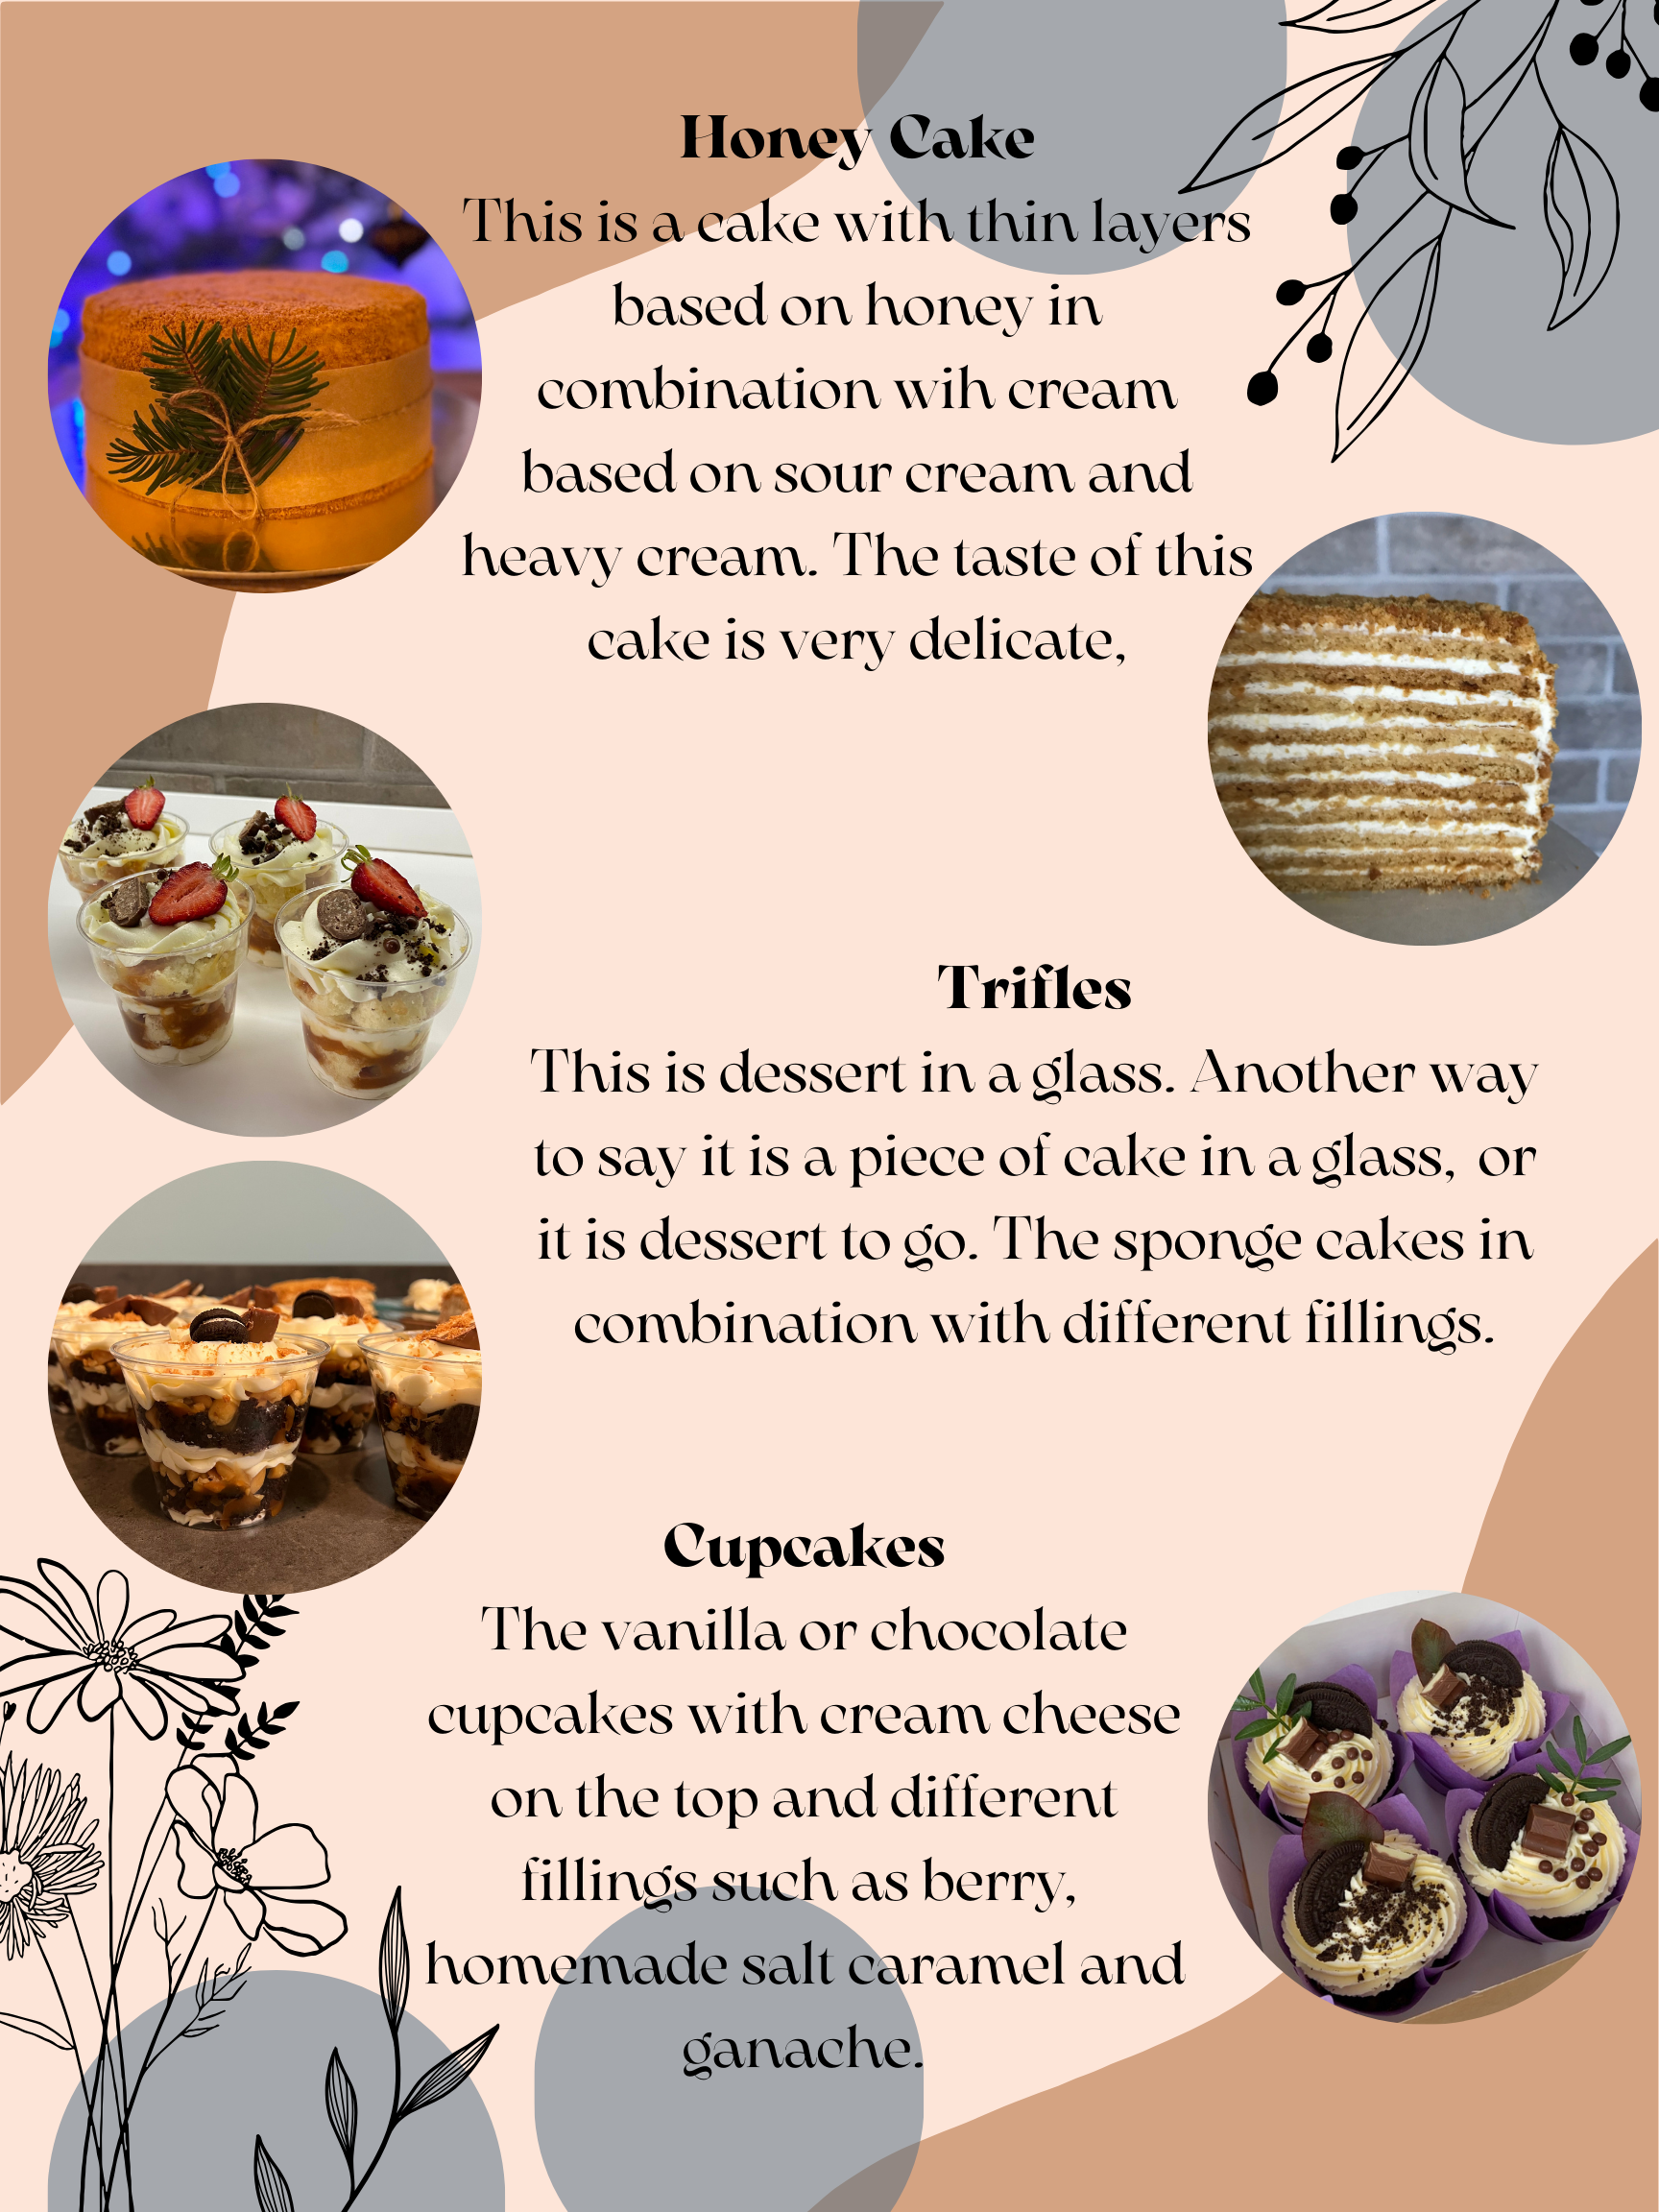 Honey Cake
This is a cake with thin layers
based on honey in
combination wih cream
based on sour cream and
heavy cream. The taste of this
cake is very delicate,
Trifles
This is dessert in a glass. Another way
to say it is a piece of cake in a glass, or
it is dessert to go. The sponge cakes in
combination with different fillings.
Cupcakes
The vanilla or chocolate
cupcakes with cream cheese
on the top and different
fillings such as berry,
homemade salt caramel and
ganache.